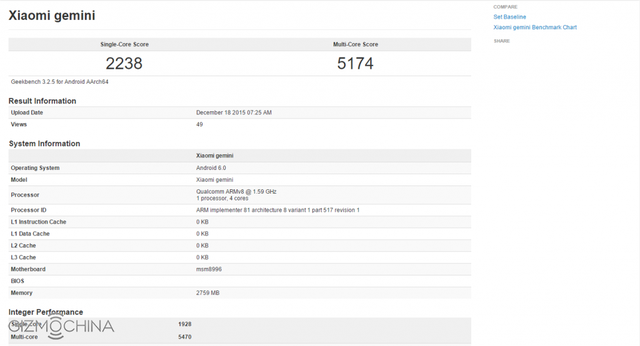 Xiaomi gemini
Single-Core Score Multi-Core Score
2238 5174
Geekbench 3.2.5 for Android AArch64
Result Information
Upload Date December 18 2015 07:25 AM
Views 49
System Information
Xiaomi gemini
Operating System Android 6.0
Model Xiaomi gemini
Processor Qualcomm ARMv8 @ 1.59 GHz
1 processor, 4 cores
Processor ID ARM implementer 81 architecture 8 variant 1 part 517 revision 1
L1 Instruction Cache 0 KB
L1 Data Cache 0 KB
L2 Cache 0 KB
L3 Cache 0 KB
Motherboard msm8996
BIOS
Memory 2759 MB
Integer Performance
Single-core 1928
GIZMOCHINA
Multi-core 5470
COMPARE
Set Baseline
Xiaomi gemini Benchmark Chart
SHARE